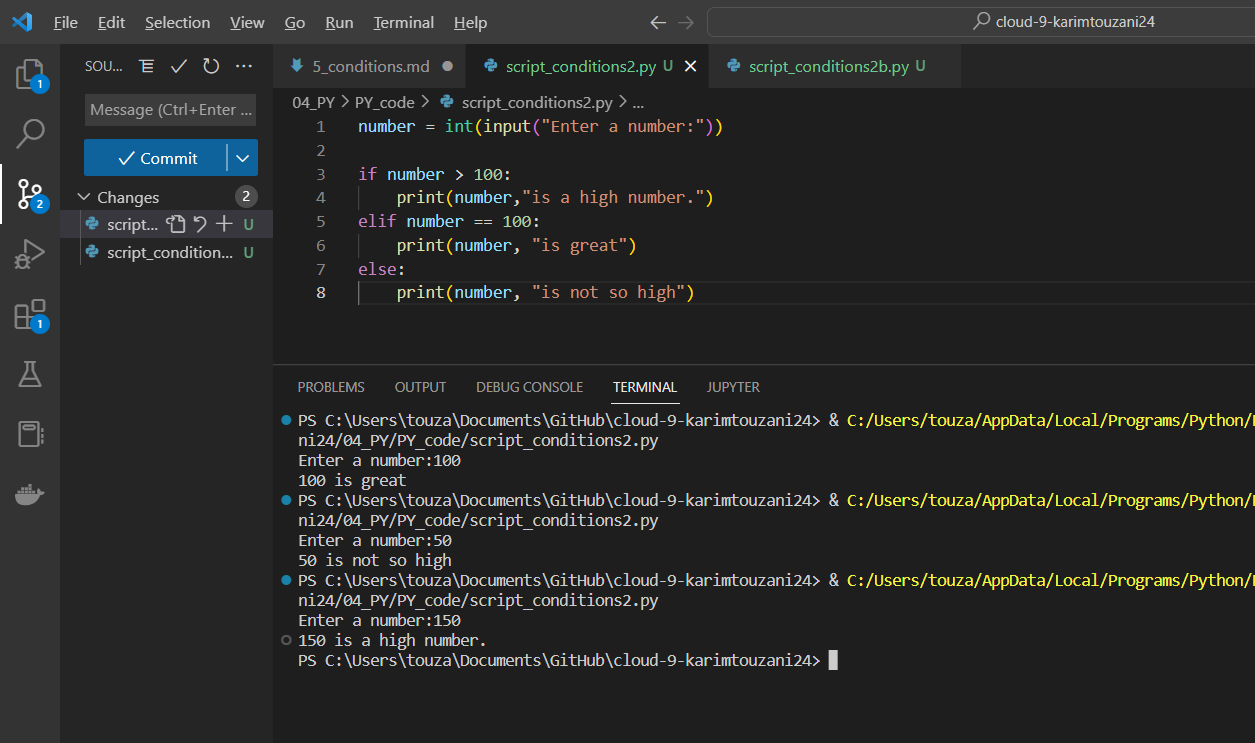 File Edit Selection View Go Run Terminal Help cloud-9-karimtouzani24
SOU... ...
5_conditions.md script_conditions2.py U script_conditions2b.py U
1
Message (Ctrl+Enter ...
04_PY > PY_code > script_conditions2.py > ...
Commit
Changes 2
script... U
script_condition... U
2
1
1 number = int(input("Enter a number:"))
2
3 if number > 100:
4 print(number,"is a high number.")
5 elif number == 100:
6 print(number, "is great")
7 else:
8 print(number, "is not so high")
PROBLEMS OUTPUT DEBUG CONSOLE TERMINAL JUPYTER
PS C:\Users\touza\Documents\GitHub\cloud-9-karimtouzani24> & C:/Users/touza/AppData/Local/Programs/Python/
ni24/04_PY/PY_code/script_conditions2.py
Enter a number:100
100 is great
PS C:\Users\touza\Documents\GitHub\cloud-9-karimtouzani24> & C:/Users/touza/AppData/Local/Programs/Python/
ni24/04_PY/PY_code/script_conditions2.py
Enter a number:50
50 is not so high
PS C:\Users\touza\Documents\GitHub\cloud-9-karimtouzani24> & C:/Users/touza/AppData/Local/Programs/Python/
ni24/04_PY/PY_code/script_conditions2.py
Enter a number:150
150 is a high number.
PS C:\Users\touza\Documents\GitHub\cloud-9-karimtouzani24>